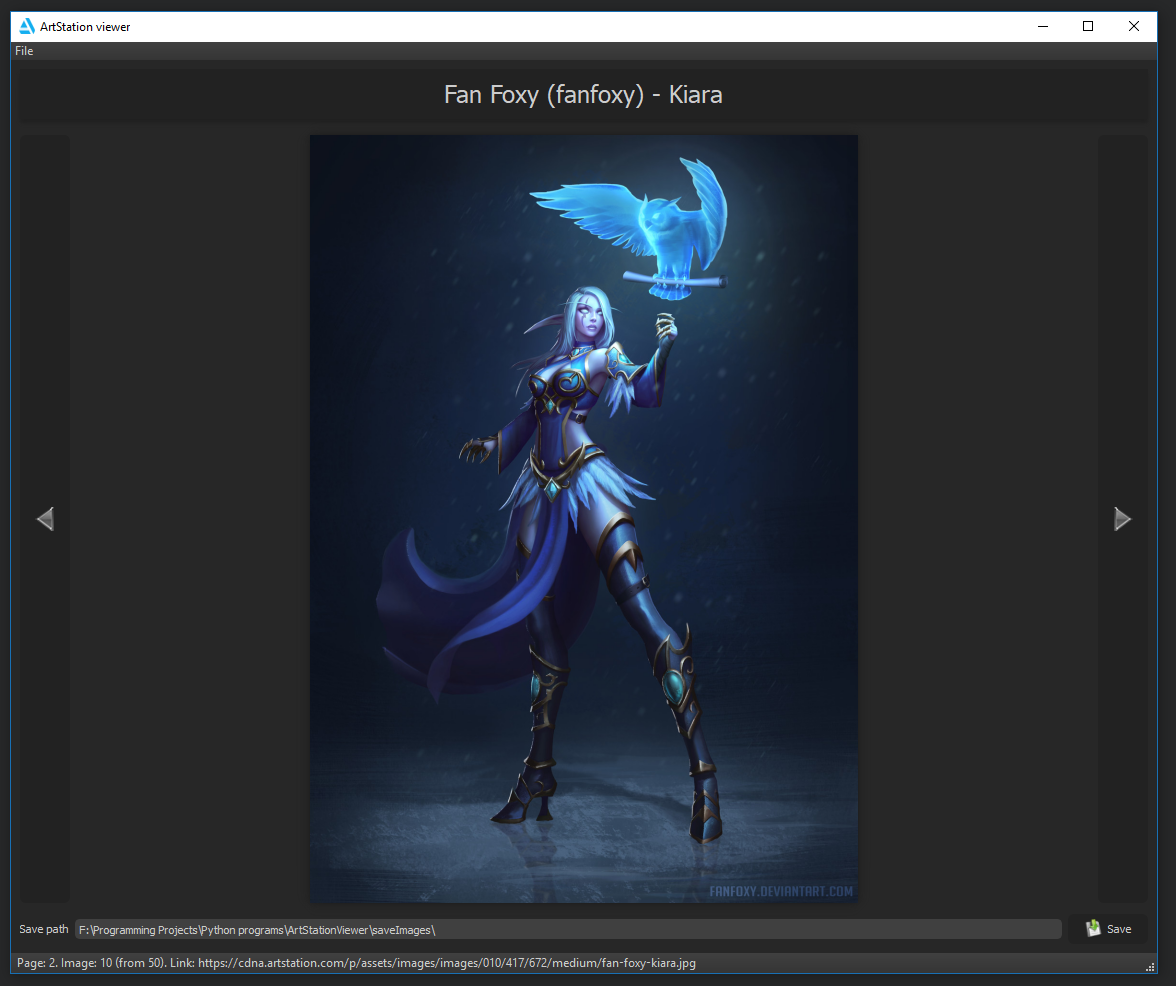 ArtStation viewer
File
Fan Foxy (fanfoxy) - Kiara
FANFOXY.DEVIANTART.COM
Save path F:\Programming Projects\Python programs\ArtStationViewer\saveImages\ Save
Page: 2. Image: 10 (from 50). Link: https://cdna.artstation.com/p/assets/images/images/010/417/672/medium/fan-foxy-kiara.jpg